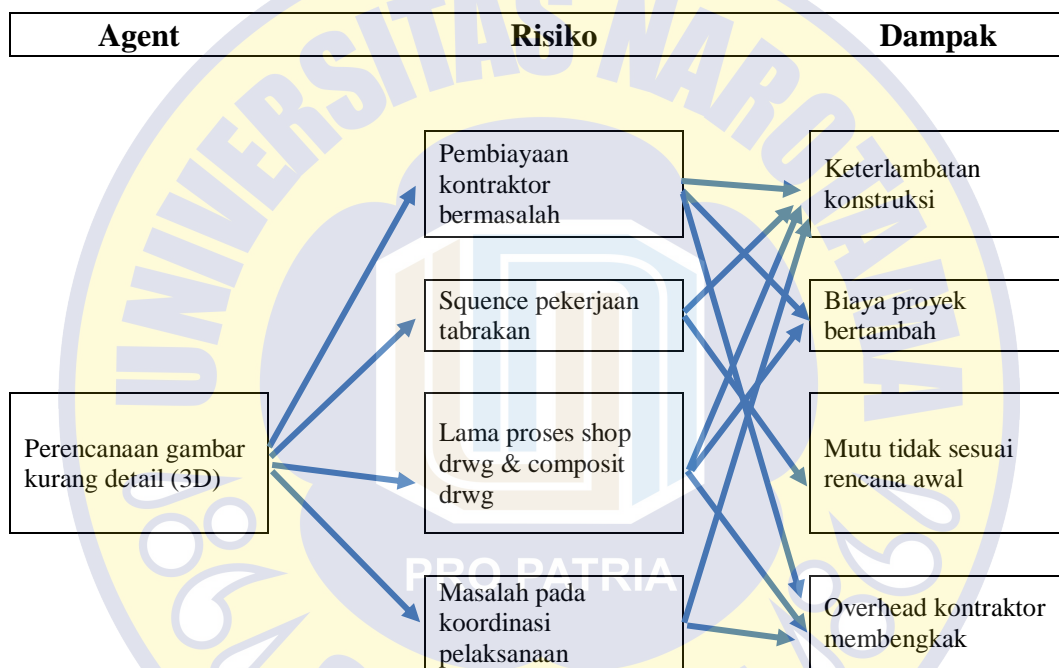 Agent Risiko Dampak
Pembiayaan
kontraktor
bermasalah
Keterlambatan
konstruksi
Squence pekerjaan
tabrakan
Biaya proyek
bertambah
Perencanaan gambar
kurang detail (3D)
Lama proses shop
drwg & composit
drwg
Mutu tidak sesuai
rencana awal
Masalah pada
koordinasi
pelaksanaan
Overhead kontraktor
membengkak
UNIVERSITAS NAROTAMA
PRO PATRIA